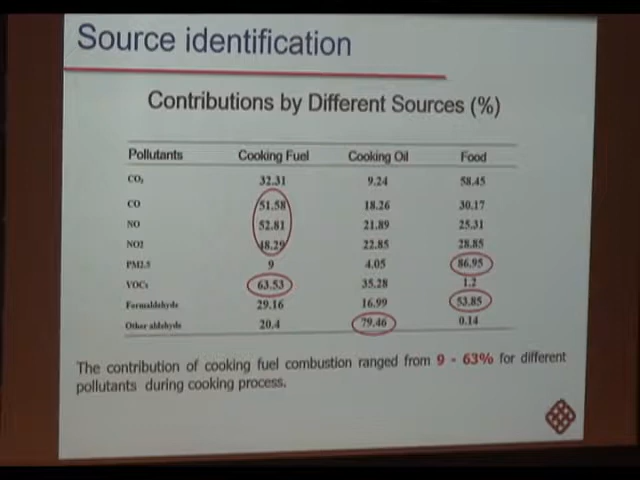 Source identification
Contributions by Different Sources (%)
Pollutants Cooking Fuel Cooking Oil Food
CO₂ 32.31 9.24 58.45
CO 51.58 18.26 30.17
NO 52.81 21.89 25.31
NO2 48.29 22.85 28.85
PM2.5 9 4.05 86.95
VOCs 63.53 35.28 1.2
Formaldehyde 29.16 16.99 53.85
Other aldehyde 20.4 79.46 0.14
The contribution of cooking fuel combustion ranged from 9 - 63% for different
pollutants during cooking process.